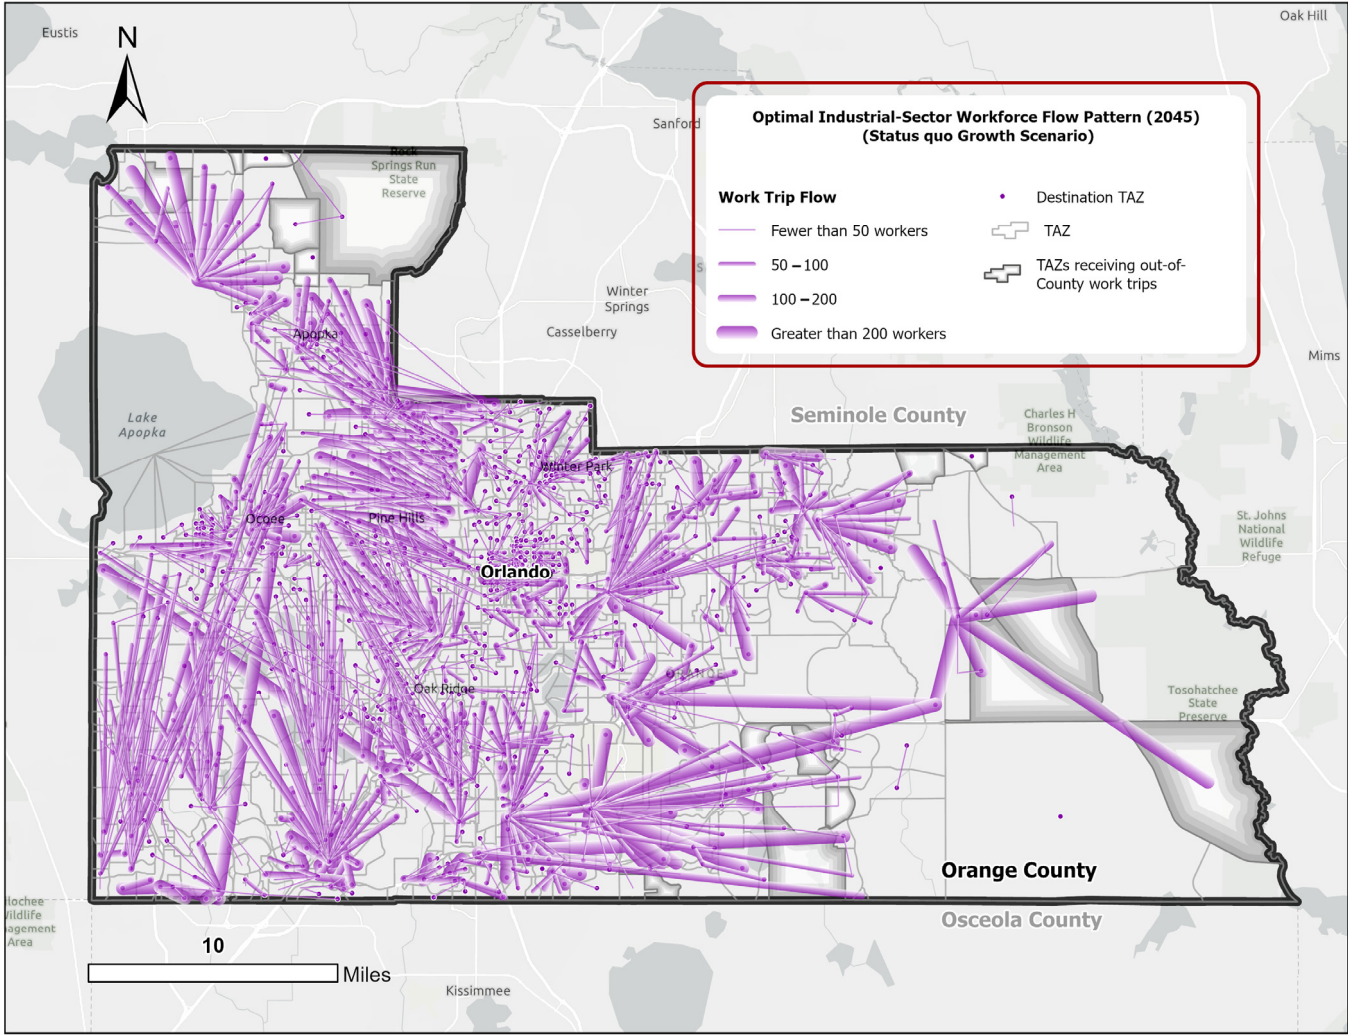 Eustis
Oak Hill
N
Sanford
Optimal Industrial-Sector Workforce Flow Pattern (2045)
(Status quo Growth Scenario)
Work Trip Flow
Fewer than 50 workers
50 – 100
100 – 200
Greater than 200 workers
Destination TAZ
TAZ
TAZs receiving out-of-
County work trips
Rock
Springs Run
State
Reserve
Winter
Springs
Casselberry
Apopka
Mims
Lake
Apopka
Seminole County
Charles H
Bronson
Wildlife
Management
Area
Winter Park
Ocoee
Pine Hills
St. Johns
National
Wildlife
Refuge
Orlando
Oak Ridge
Tosohatchee
State
Preserve
Orange County
Osceola County
Area
10
Miles
Kissimmee